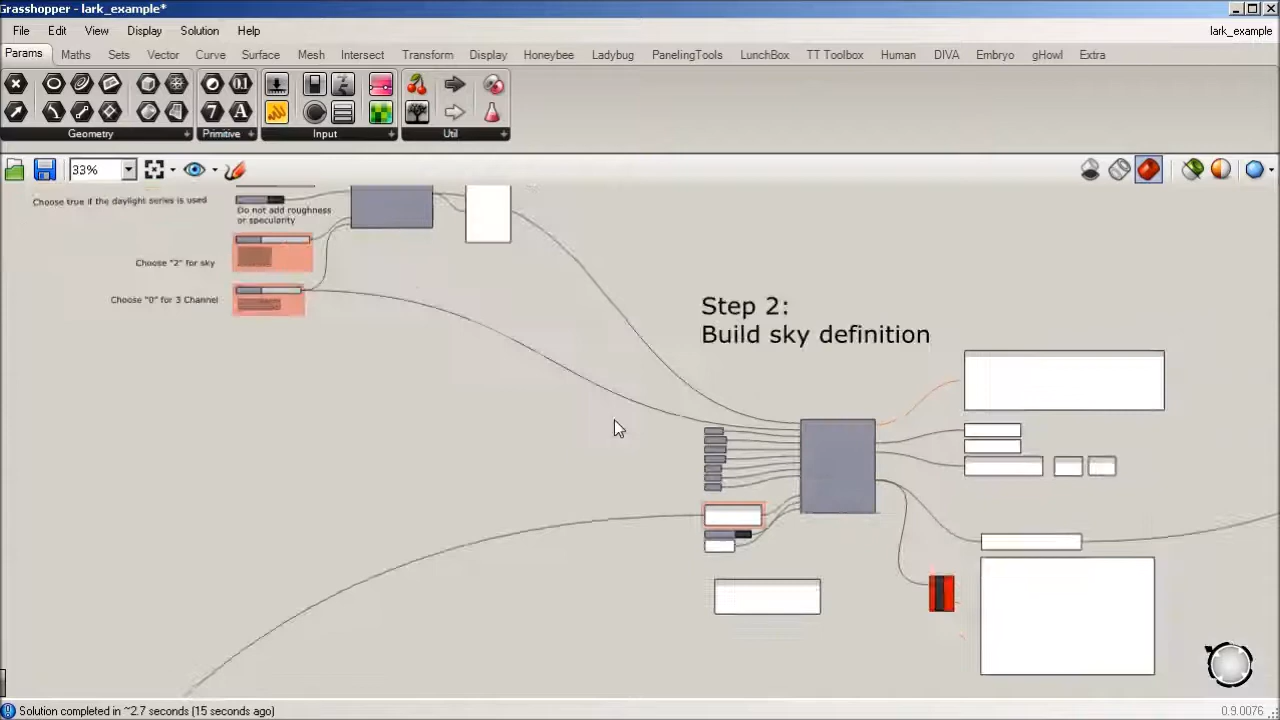 Grasshopper - lark_example*
File Edit View Display Solution Help
lark_example
Params Maths Sets Vector Curve Surface Mesh Intersect Transform Display Honeybee Ladybug PanelingTools LunchBox TT Toolbox Human DIVA Embryo gHowl Extra
Geometry Primitive Input Util
33%
Choose true if the daylight series is used
Do not add roughness
or specularity
Choose "2" for sky
Choose "0" for 3 Channel
Step 2:
Build sky definition
Solution completed in ~2.7 seconds (15 seconds ago)
0.9.0076